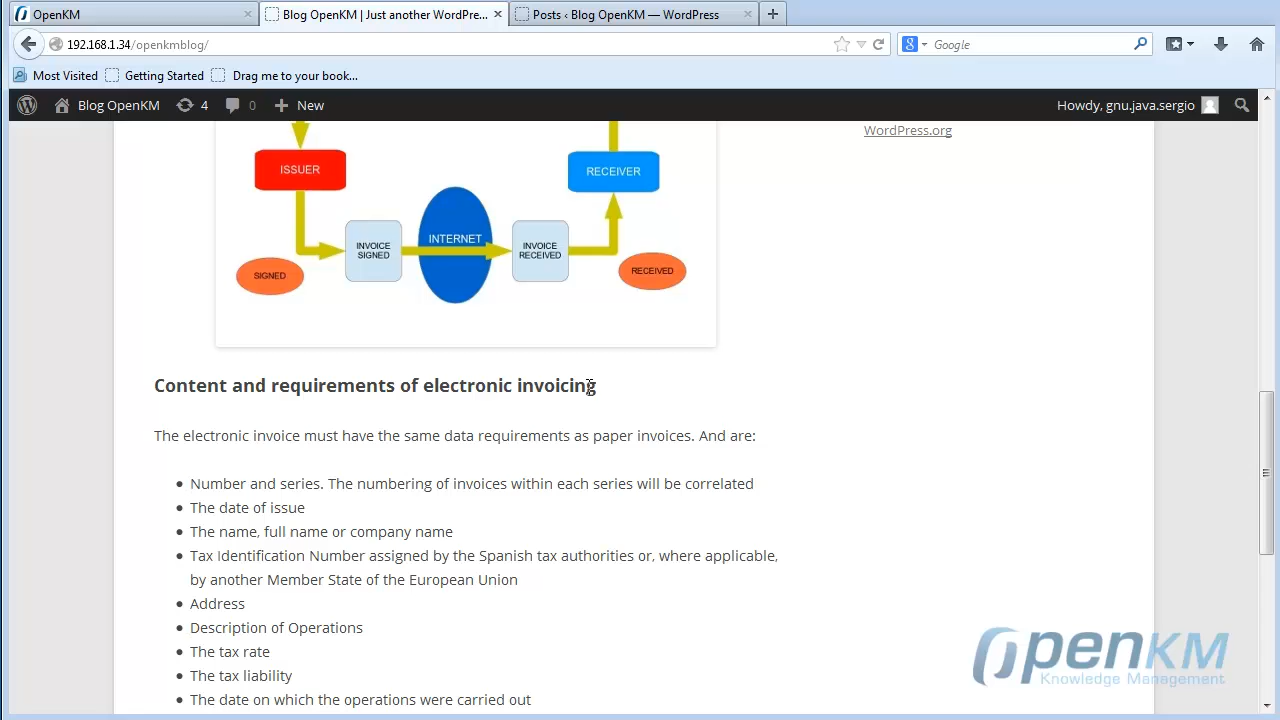 OpenKM
Blog OpenKM | Just another WordPre...
Posts ‹ Blog OpenKM — WordPress
192.168.1.34/openkmblog/
Google
Most Visited
Getting Started
Drag me to your book...
Blog OpenKM
4
0
New
Howdy, gnu.java.sergio
WordPress.org
ISSUER
RECEIVER
INVOICE
SIGNED
INTERNET
INVOICE
RECEIVED
SIGNED
RECEIVED
Content and requirements of electronic invoicing
The electronic invoice must have the same data requirements as paper invoices. And are:
Number and series. The numbering of invoices within each series will be correlated
The date of issue
The name, full name or company name
Tax Identification Number assigned by the Spanish tax authorities or, where applicable,
by another Member State of the European Union
Address
Description of Operations
The tax rate
The tax liability
The date on which the operations were carried out
OpenKM
Knowledge Management